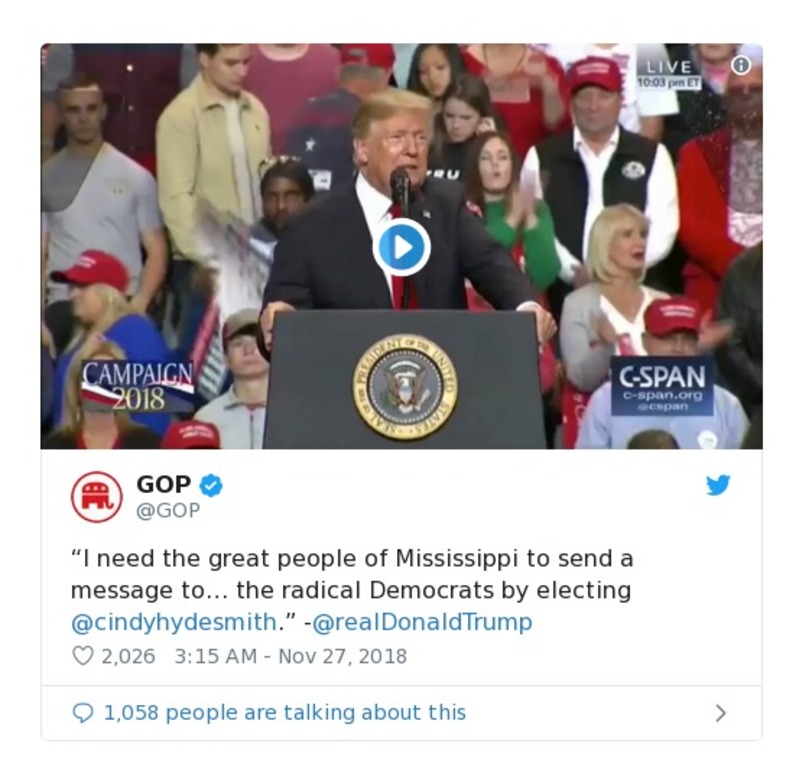 LIVE
10:03 pm ET
RU
CAMPAIGN
2018
C-SPAN
c-span.org
@cspan
SEAL OF THE PRESIDENT OF THE UNITED STATES
GOP
@GOP
“I need the great people of Mississippi to send a
message to... the radical Democrats by electing
@cindyhydesmith.” -@realDonaldTrump
2,026 3:15 AM - Nov 27, 2018
1,058 people are talking about this